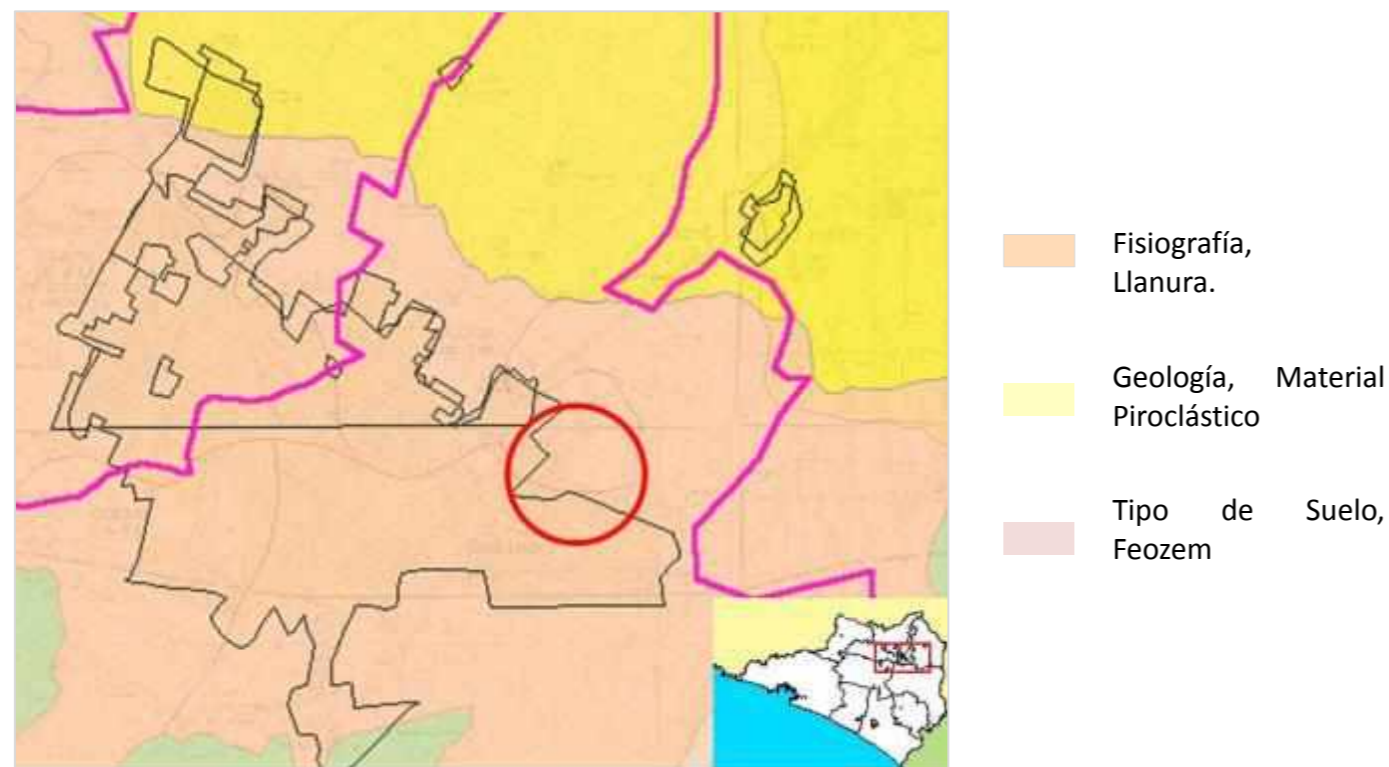 Fisiografía,
Llanura.
Geología, Material
Piroclástico
Tipo de Suelo,
Feozem